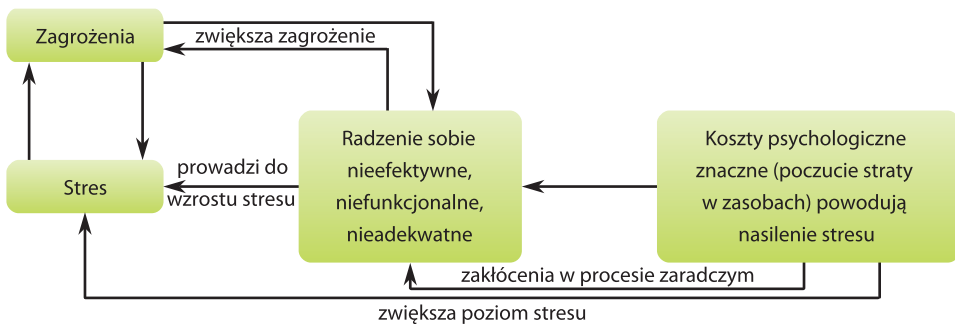 Zagrożenia
zwiększa zagrożenie
Stres
prowadzi do
wzrostu stresu
Radzenie sobie
nieefektywne,
niefunkcjonalne,
nieadekwatne
Koszty psychologiczne
znaczne (poczucie straty
w zasobach) powodują
nasilenie stresu
zakłócenia w procesie zaradczym
zwiększa poziom stresu